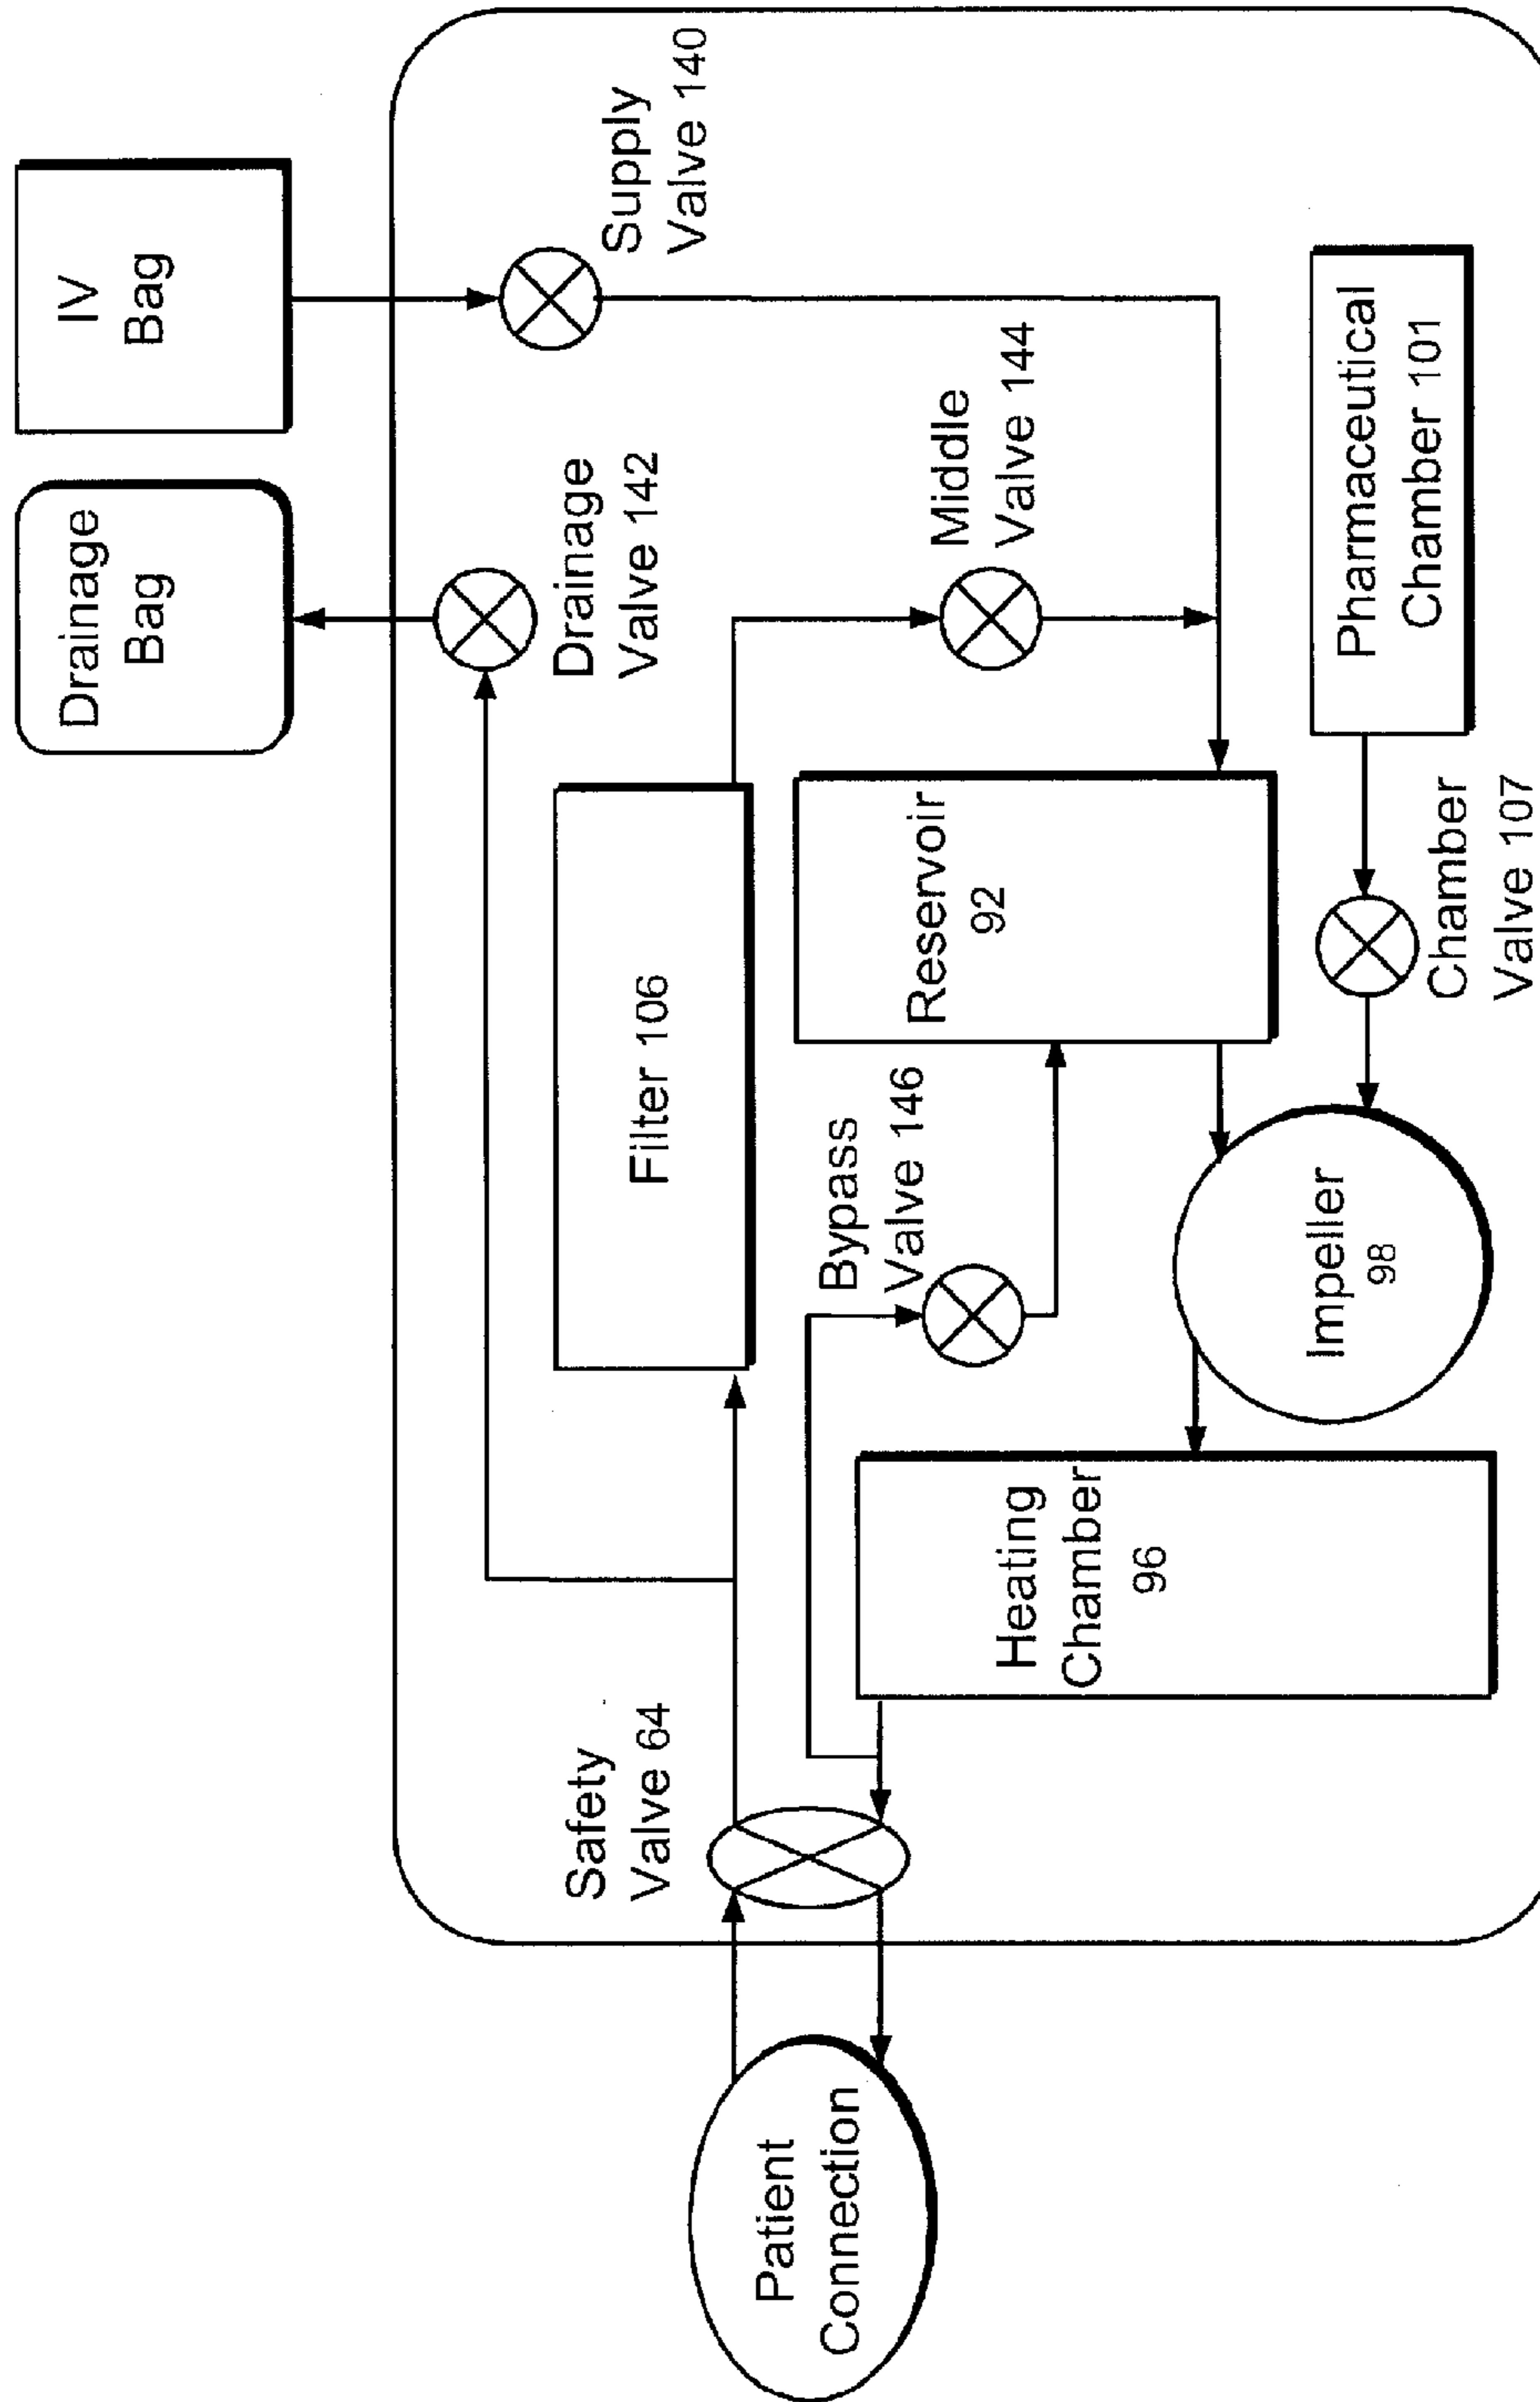 Drainage
Bag
IV
Bag
Drainage
Valve 142
Supply
Valve 140
Safety
Valve 64
Filter 106
Middle
Valve 144
Patient
Connection
Bypass
Valve 146
Reservoir
92
Heating
Chamber
96
Impeller
98
Chamber
Valve 107
Pharmaceutical
Chamber 101